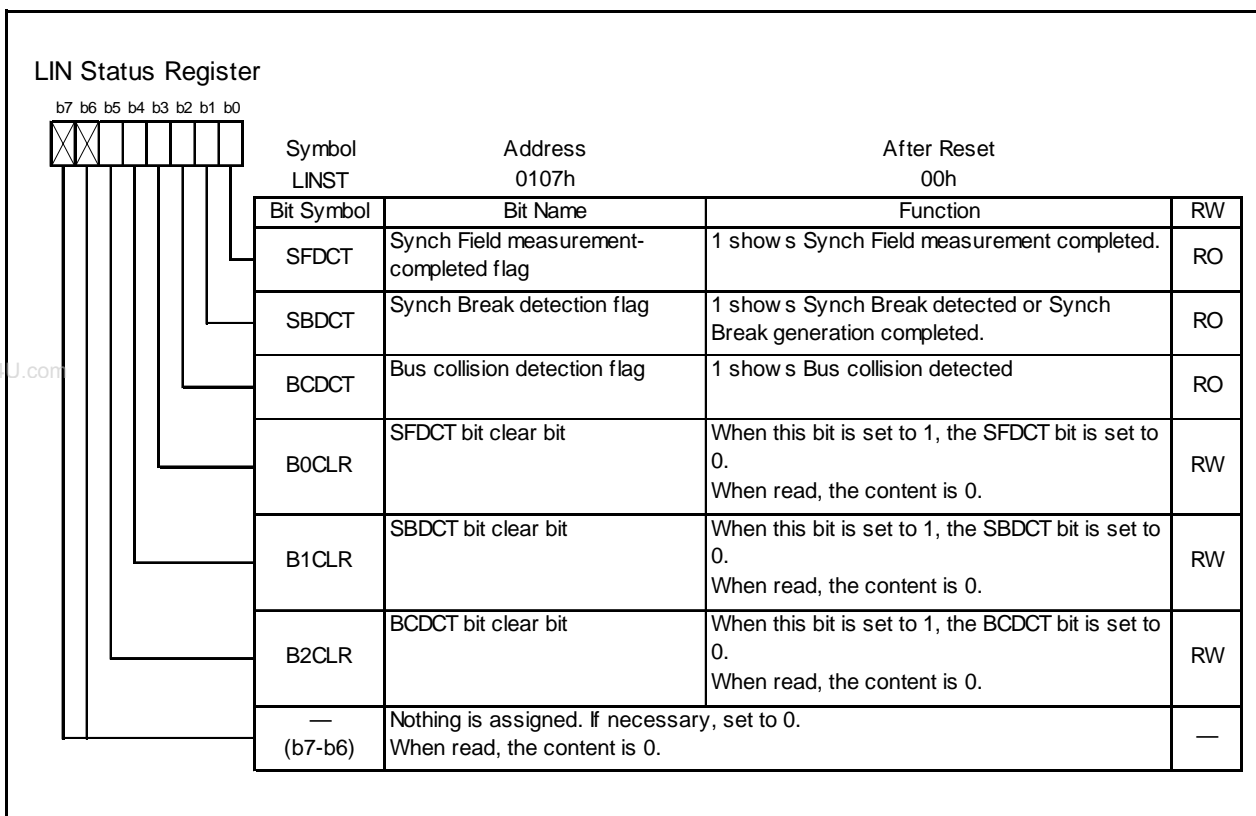 LIN Status Register
b7 b6 b5 b4 b3 b2 b1 b0
Symbol Address After Reset
LINST 0107h 00h
Bit Symbol Bit Name Function RW
SFDCT Synch Field measurement- 1 shows Synch Field measurement completed. RO
completed flag
SBDCT Synch Break detection flag 1 shows Synch Break detected or Synch RO
Break generation completed.
BCDCT Bus collision detection flag 1 shows Bus collision detected RO
B0CLR SFDCT bit clear bit When this bit is set to 1, the SFDCT bit is set to RW
0.
When read, the content is 0.
B1CLR SBDCT bit clear bit When this bit is set to 1, the SBDCT bit is set to RW
0.
When read, the content is 0.
B2CLR BCDCT bit clear bit When this bit is set to 1, the BCDCT bit is set to RW
0.
When read, the content is 0.
— Nothing is assigned. If necessary, set to 0. —
(b7-b6) When read, the content is 0.
U.com